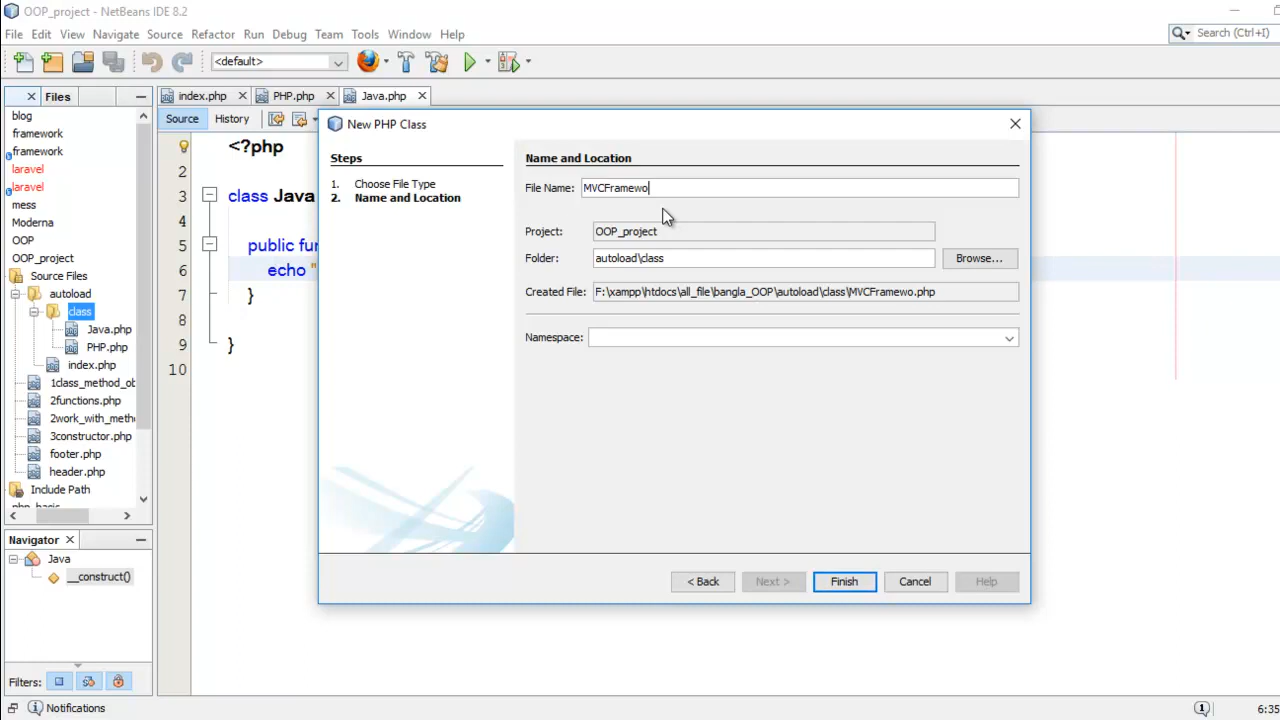 OOP_project - NetBeans IDE 8.2
File Edit View Navigate Source Refactor Run Debug Team Tools Window Help
Search (Ctrl+I)
<default>
Files
index.php PHP.php Java.php
Source History
blog
framework
framework
laravel
laravel
mess
Moderna
OOP
OOP_project
Source Files
autoload
class
Java.php
PHP.php
index.php
1class_method_ob
2functions.php
2work_with_meth
3constructor.php
footer.php
header.php
Include Path
Navigator
Java
__construct()
Filters:
<?php
2
3 class Java
4
5 public fun
6 echo "
7 }
8
9 }
10
New PHP Class
Steps
1. Choose File Type
2. Name and Location
Name and Location
File Name: MVCFramewo
Project: OOP_project
Folder: autoload\class Browse...
Created File: F:\xampp\htdocs\all_file\bangla_OOP\autoload\class\MVCFramewo.php
Namespace:
< Back Next > Finish Cancel Help
Notifications
1
6:35